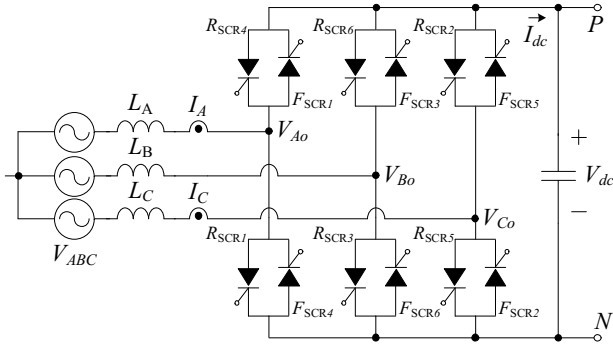 R_SCR4 R_SCR6 R_SCR2 I_dc P
F_SCR1 F_SCR3 F_SCR5
L_A I_A V_Ao
L_B V_Bo + V_dc −
L_C I_C V_Co
V_ABC R_SCR1 R_SCR3 R_SCR5
F_SCR4 F_SCR6 F_SCR2 N